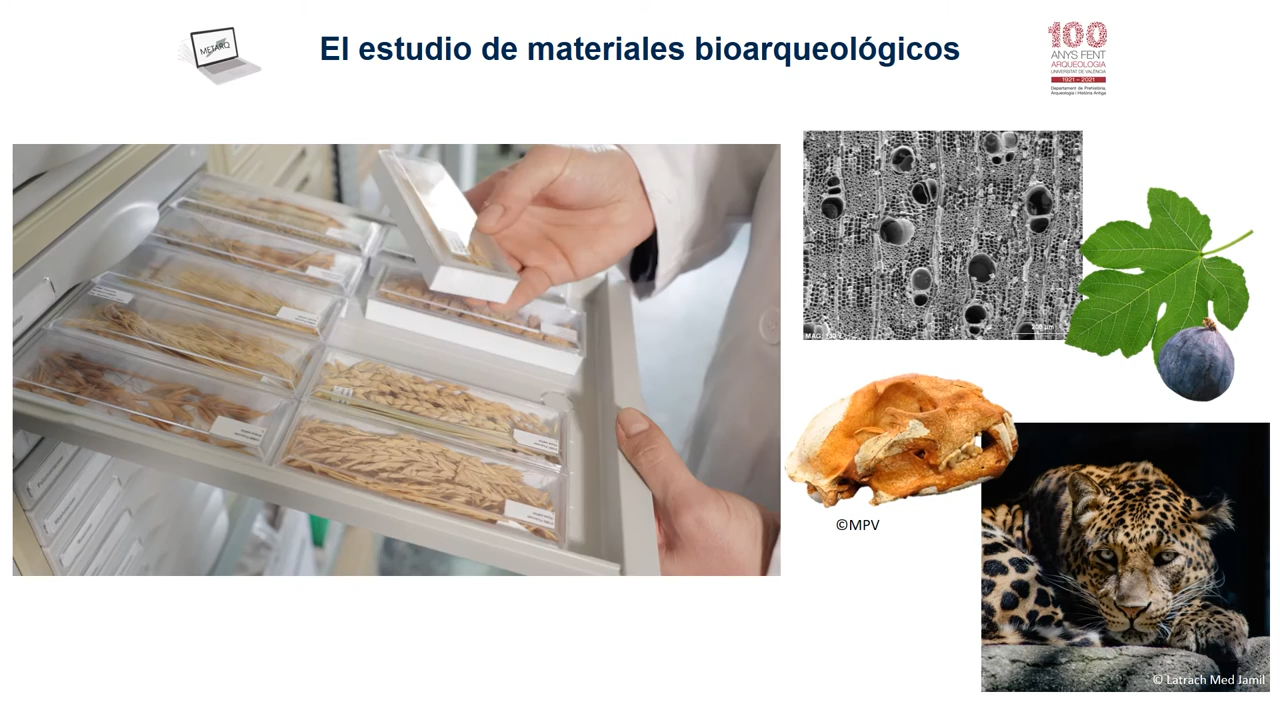 METARQ
El estudio de materiales bioarqueológicos
100
ANYS FENT
ARQUEOLOGIA
UNIVERSITAT DE VALÈNCIA
1921 – 2021
Departament de Prehistòria,
Arqueologia i Història Antiga
©MPV
© Latrach Med Jamil